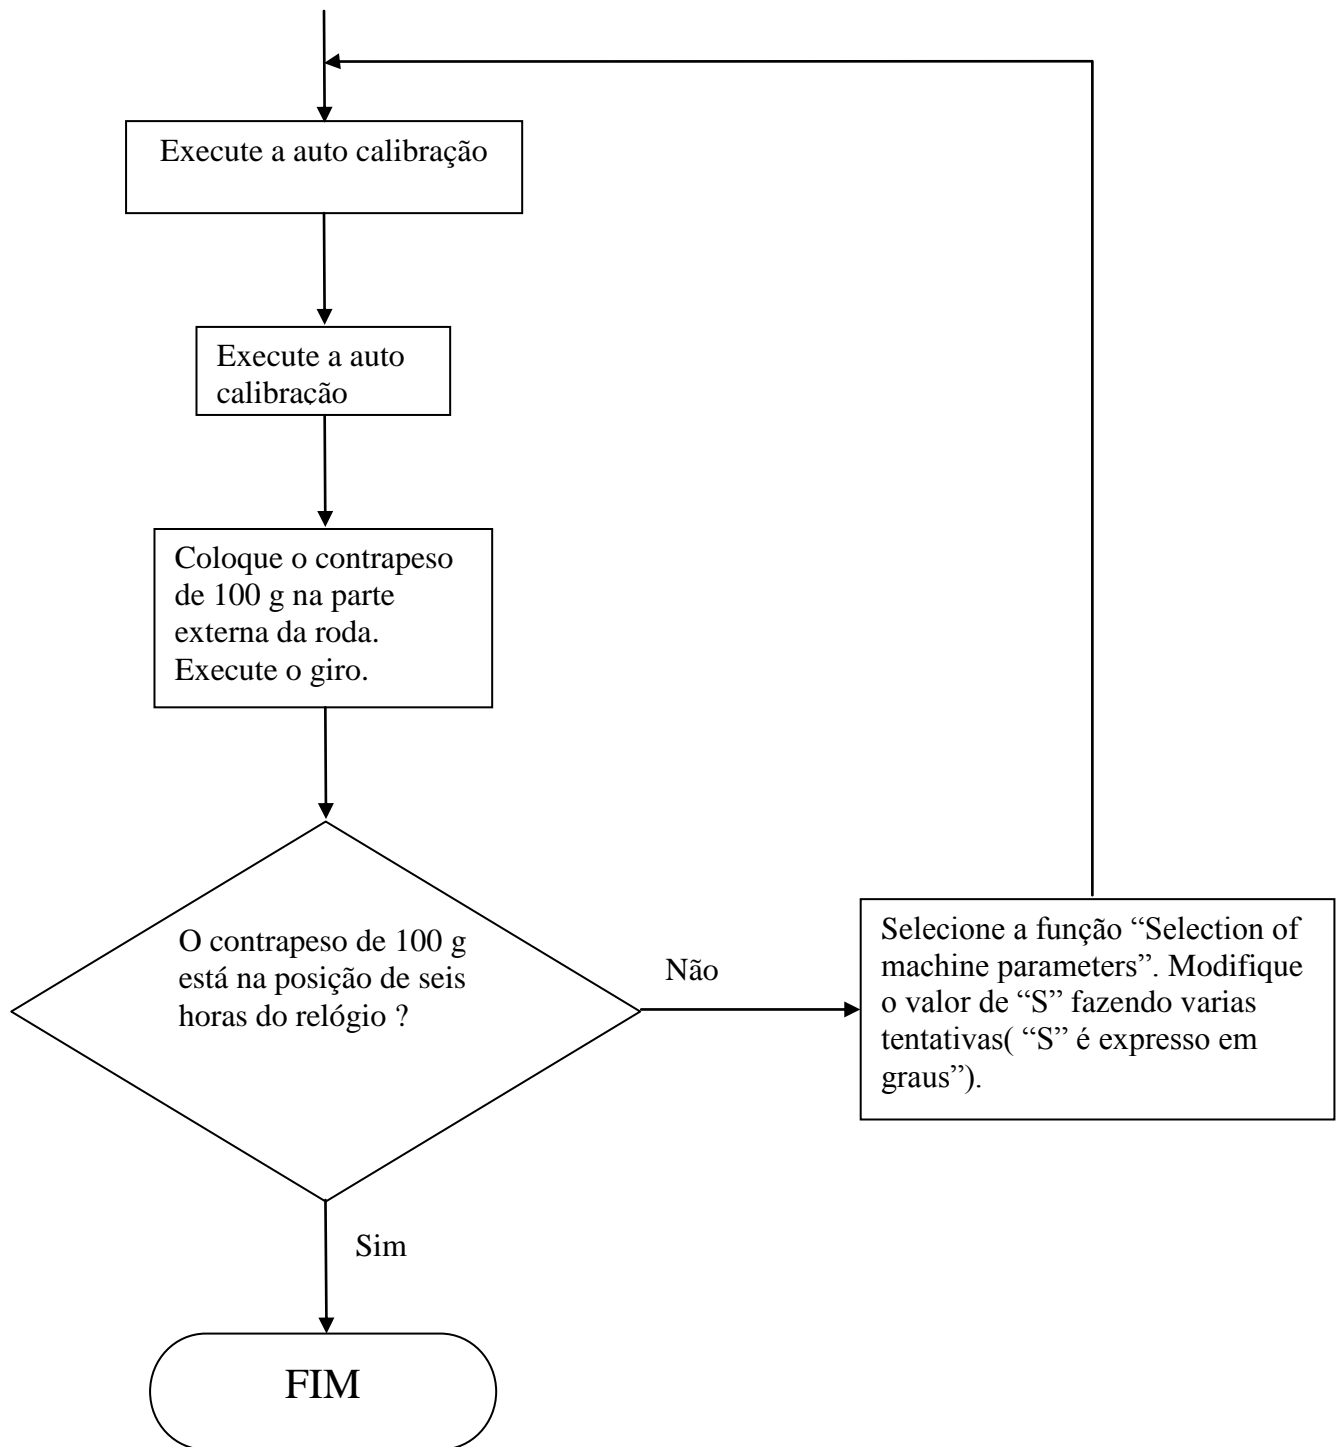 Execute a auto calibração
Execute a auto
calibração
Coloque o contrapeso
de 100 g na parte
externa da roda.
Execute o giro.
O contrapeso de 100 g
está na posição de seis
horas do relógio ?
Não
Selecione a função “Selection of
machine parameters”. Modifique
o valor de “S” fazendo varias
tentativas( “S” é expresso em
graus”).
Sim
FIM